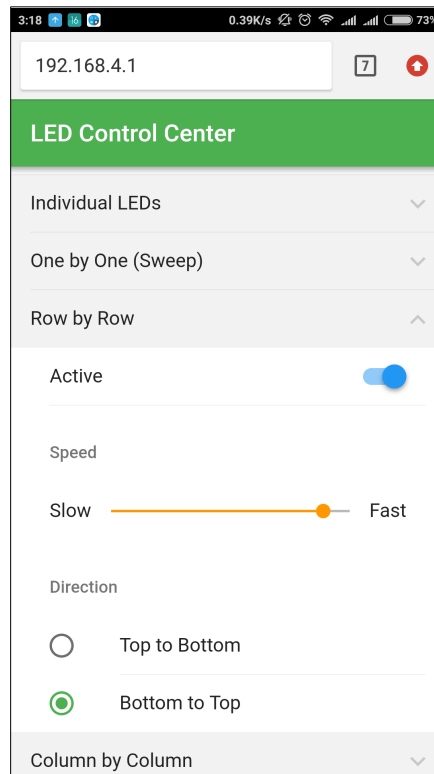 3:18 i6 0.39K/s 73%
192.168.4.1 7
LED Control Center
Individual LEDs
One by One (Sweep)
Row by Row
Active
Speed
Slow Fast
Direction
Top to Bottom
Bottom to Top
Column by Column